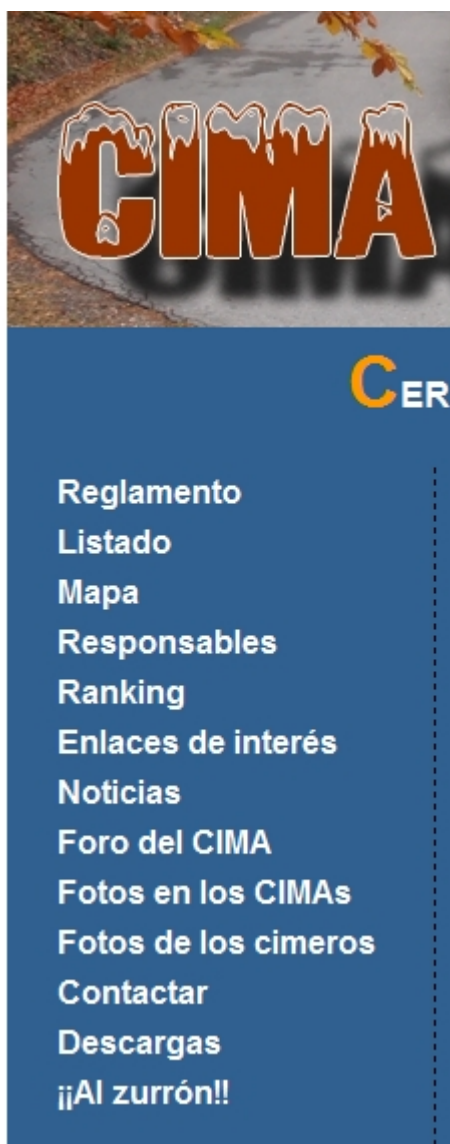 CIMA
CER
Reglamento
Listado
Mapa
Responsables
Ranking
Enlaces de interés
Noticias
Foro del CIMA
Fotos en los CIMAs
Fotos de los cimeros
Contactar
Descargas
¡¡Al zurrón!!